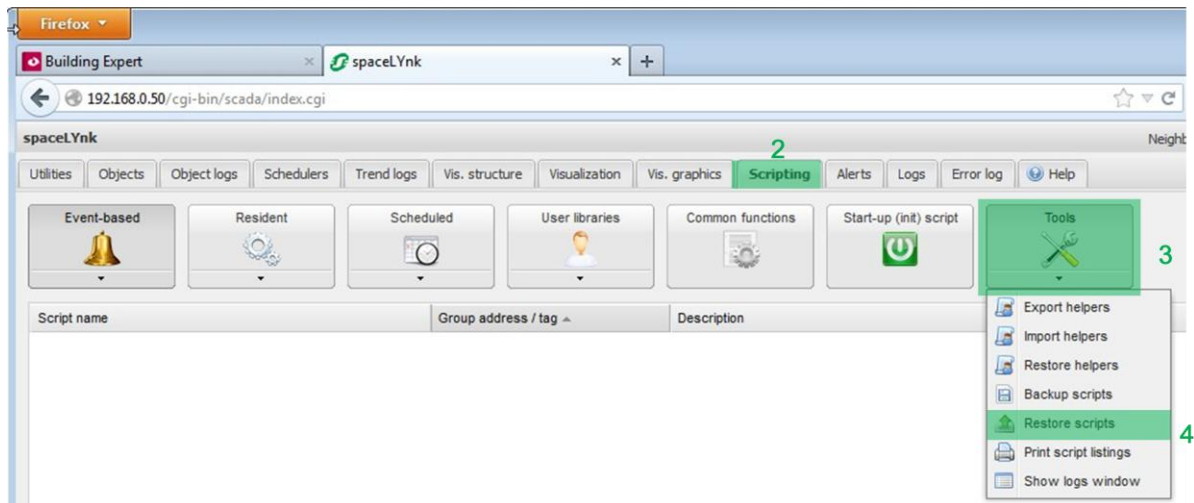 Firefox
Building Expert
spaceLYnk
192.168.0.50/cgi-bin/scada/index.cgi
spaceLYnk
2
Utilities Objects Object logs Schedulers Trend logs Vis. structure Visualization Vis. graphics Scripting Alerts Logs Error log Help
Event-based Resident Scheduled User libraries Common functions Start-up (init) script Tools
3
Script name Group address / tag Description
Export helpers
Import helpers
Restore helpers
Backup scripts
Restore scripts
4
Print script listings
Show logs window